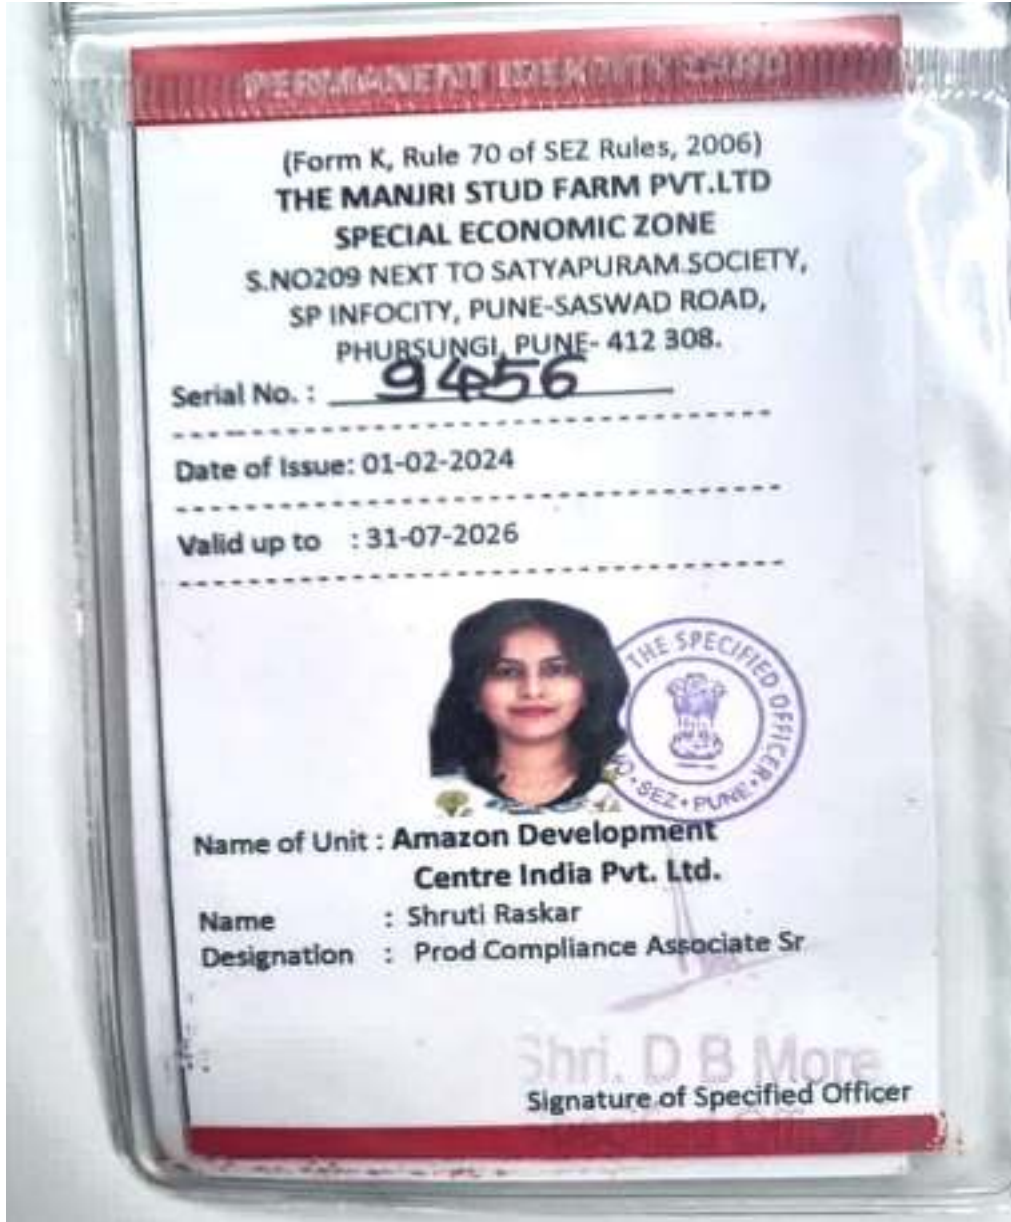 PERMANENT IDENTITY CARD
(Form K, Rule 70 of SEZ Rules, 2006)
THE MANJRI STUD FARM PVT.LTD
SPECIAL ECONOMIC ZONE
S.NO209 NEXT TO SATYAPURAM SOCIETY,
SP INFOCITY, PUNE-SASWAD ROAD,
PHURSUNGI, PUNE- 412 308.
Serial No. : 9456
Date of Issue: 01-02-2024
Valid up to : 31-07-2026
THE SPECIFIED OFFICER
SEZ PUNE
Name of Unit : Amazon Development
Centre India Pvt. Ltd.
Name : Shruti Raskar
Designation : Prod Compliance Associate Sr
Shri. D B More
Signature of Specified Officer